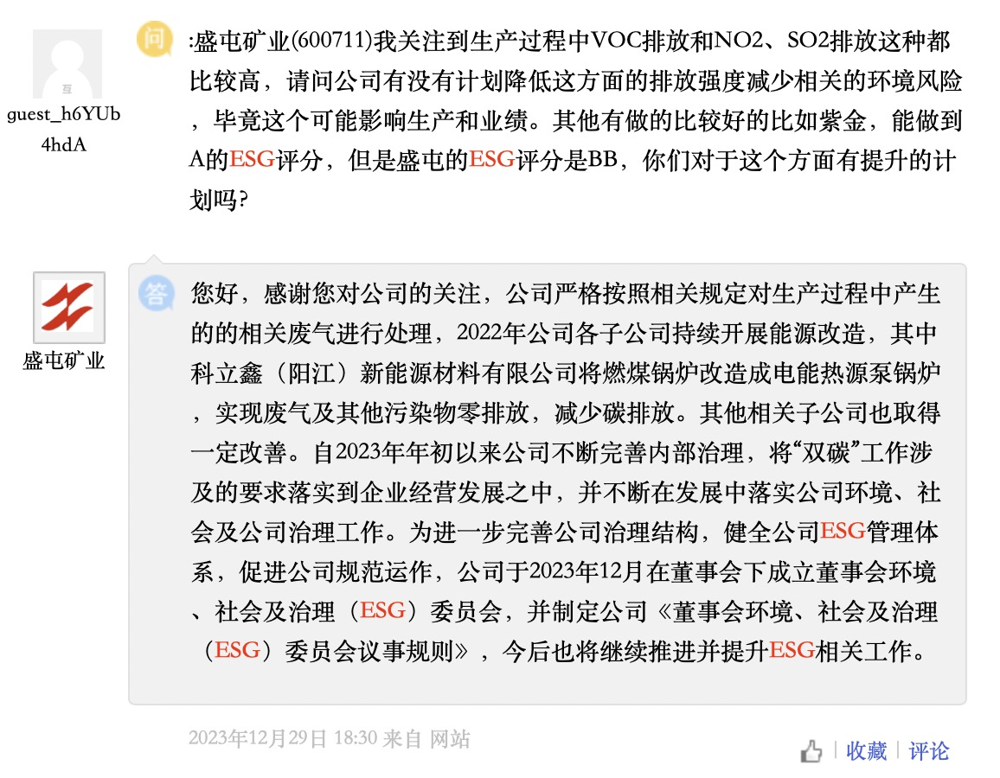 问
:盛屯矿业(600711)我关注到生产过程中VOC排放和NO2、SO2排放这种都
比较高，请问公司有没有计划降低这方面的排放强度减少相关的环境风险
，毕竟这个可能影响生产和业绩。其他有做的比较好的比如紫金，能做到
A的ESG评分，但是盛屯的ESG评分是BB，你们对于这个方面有提升的计
划吗?
互
guest_h6YUb
4hdA
答
您好，感谢您对公司的关注，公司严格按照相关规定对生产过程中产生
的的相关废气进行处理，2022年公司各子公司持续开展能源改造，其中
科立鑫（阳江）新能源材料有限公司将燃煤锅炉改造成电能热源泵锅炉
，实现废气及其他污染物零排放，减少碳排放。其他相关子公司也取得
一定改善。自2023年年初以来公司不断完善内部治理，将“双碳”工作涉
及的要求落实到企业经营发展之中，并不断在发展中落实公司环境、社
会及公司治理工作。为进一步完善公司治理结构，健全公司ESG管理体
系，促进公司规范运作，公司于2023年12月在董事会下成立董事会环境
、社会及治理（ESG）委员会，并制定公司《董事会环境、社会及治理
（ESG）委员会议事规则》，今后也将继续推进并提升ESG相关工作。
盛屯矿业
2023年12月29日 18:30 来自 网站
收藏 评论